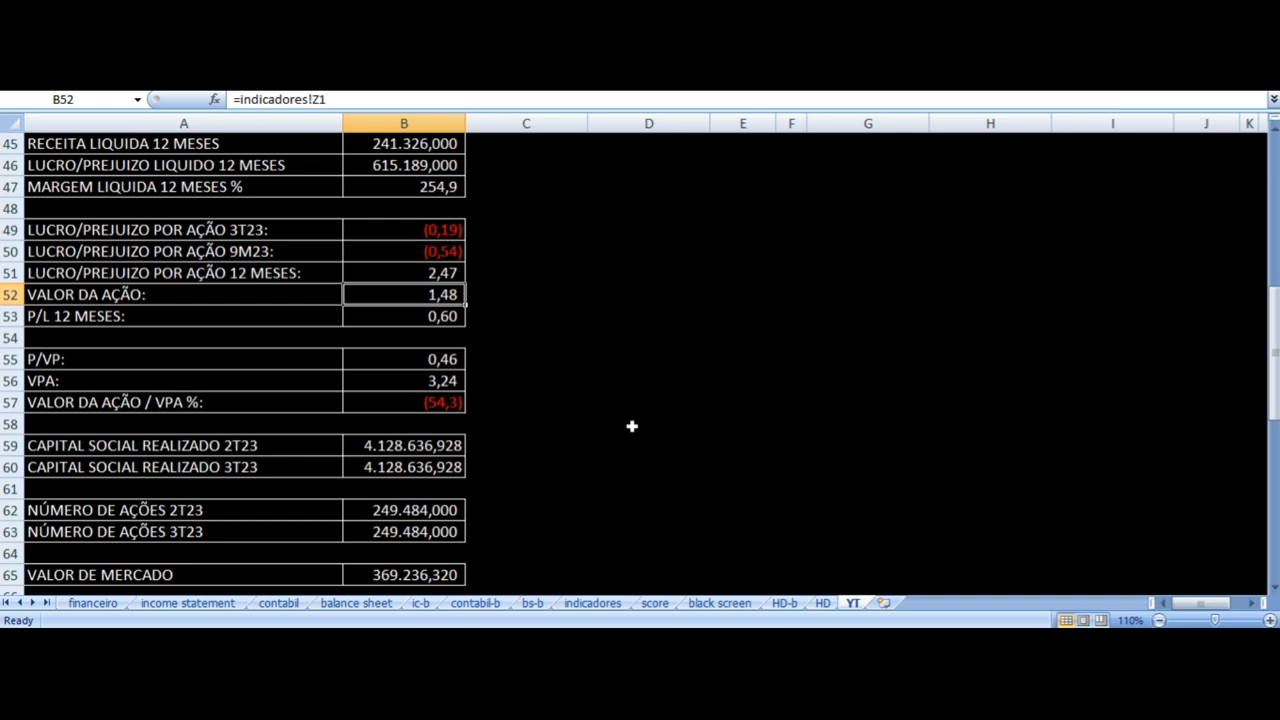 B52 fx =indicadores!Z1
A B C D E F G H I J K
45 RECEITA LIQUIDA 12 MESES 241.326,000
46 LUCRO/PREJUIZO LIQUIDO 12 MESES 615.189,000
47 MARGEM LIQUIDA 12 MESES % 254,9
48
49 LUCRO/PREJUIZO POR AÇÃO 3T23: (0,19)
50 LUCRO/PREJUIZO POR AÇÃO 9M23: (0,54)
51 LUCRO/PREJUIZO POR AÇÃO 12 MESES: 2,47
52 VALOR DA AÇÃO: 1,48
53 P/L 12 MESES: 0,60
54
55 P/VP: 0,46
56 VPA: 3,24
57 VALOR DA AÇÃO / VPA %: (54,3)
58
59 CAPITAL SOCIAL REALIZADO 2T23 4.128.636,928
60 CAPITAL SOCIAL REALIZADO 3T23 4.128.636,928
61
62 NÚMERO DE AÇÕES 2T23 249.484,000
63 NÚMERO DE AÇÕES 3T23 249.484,000
64
65 VALOR DE MERCADO 369.236,320
financeiro income statement contabil balance sheet ic-b contabil-b bs-b indicadores score black screen HD-b HD YT
Ready 110%